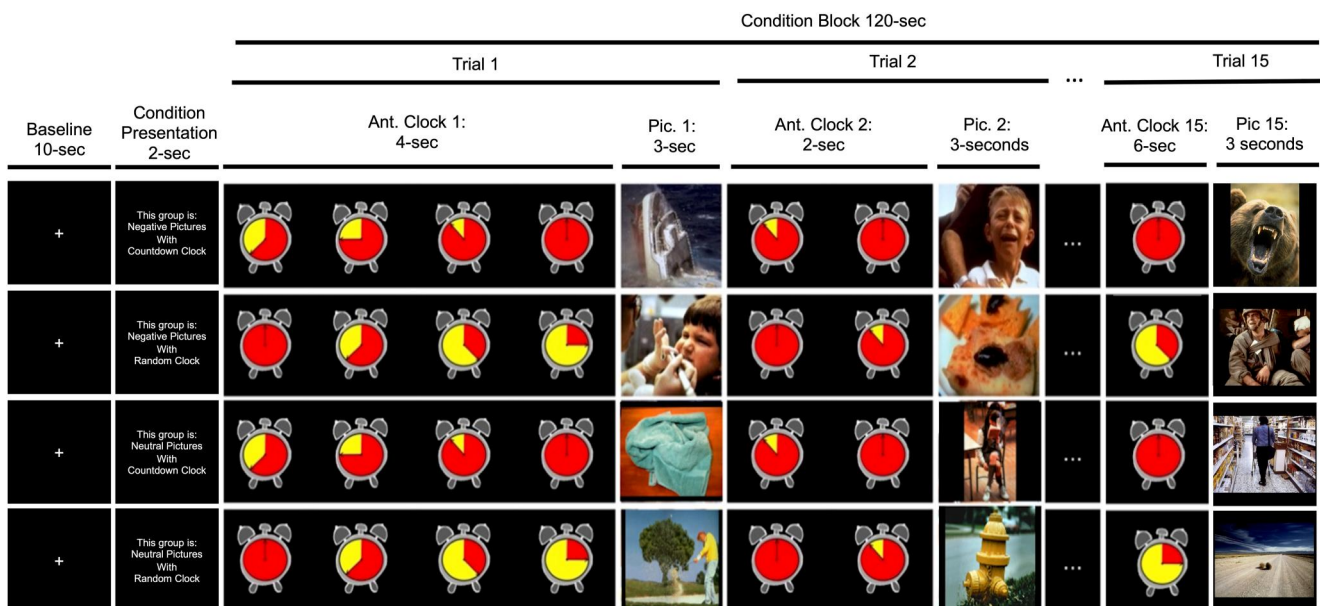 Condition Block 120-sec
Trial 1
Trial 2
...
Trial 15
Baseline
10-sec
Condition
Presentation
2-sec
Ant. Clock 1:
4-sec
Pic. 1:
3-sec
Ant. Clock 2:
2-sec
Pic. 2:
3-seconds
Ant. Clock 15:
6-sec
Pic 15:
3 seconds
+
This group is:
Negative Pictures
With
Countdown Clock
...
+
This group is:
Negative Pictures
With
Random Clock
...
+
This group is:
Neutral Pictures
With
Countdown Clock
...
+
This group is:
Neutral Pictures
With
Random Clock
...